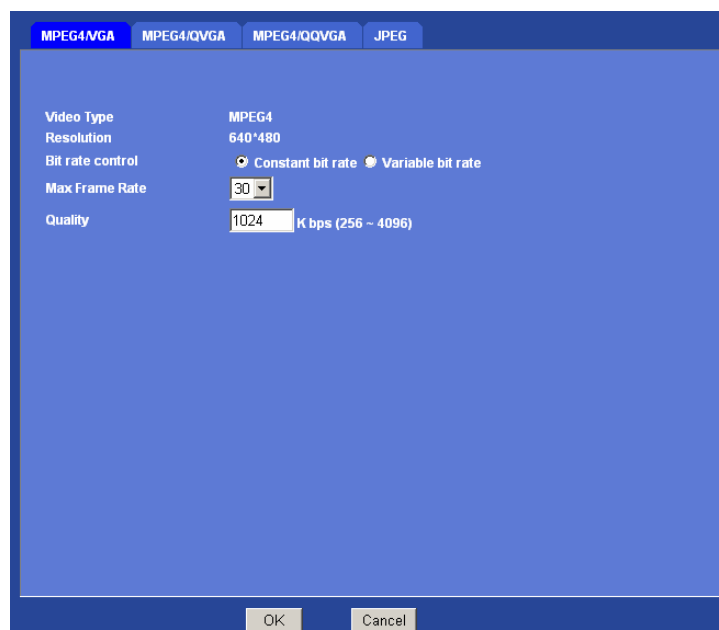 MPEG4/VGA MPEG4/QVGA MPEG4/QQVGA JPEG
Video Type MPEG4
Resolution 640*480
Bit rate control Constant bit rate Variable bit rate
Max Frame Rate 30
Quality 1024 K bps (256 ~ 4096)
OK Cancel